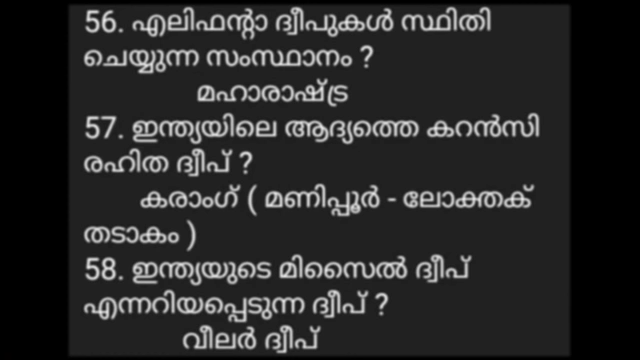 56. എലിഫന്റാ ദ്വീപുകൾ സ്ഥിതി
ചെയ്യുന്ന സംസ്ഥാനം ?
മഹാരാഷ്ട്ര
57. ഇന്ത്യയിലെ ആദ്യത്തെ കറൻസി
രഹിത ദ്വീപ് ?
കരാംഗ് ( മണിപ്പൂർ - ലോക്തക്
തടാകം )
58. ഇന്ത്യയുടെ മിസൈൽ ദ്വീപ്
എന്നറിയപ്പെടുന്ന ദ്വീപ് ?
വീലർ ദ്വീപ്